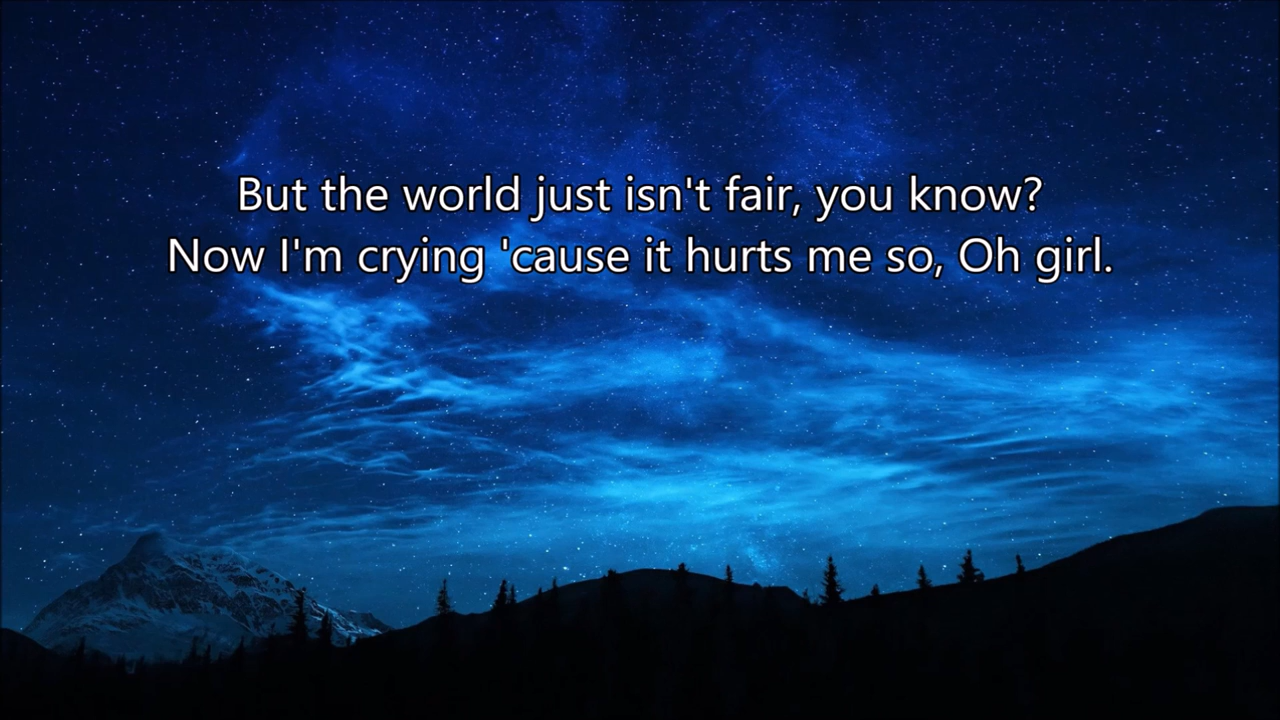 But the world just isn't fair, you know?
Now I'm crying 'cause it hurts me so, Oh girl.